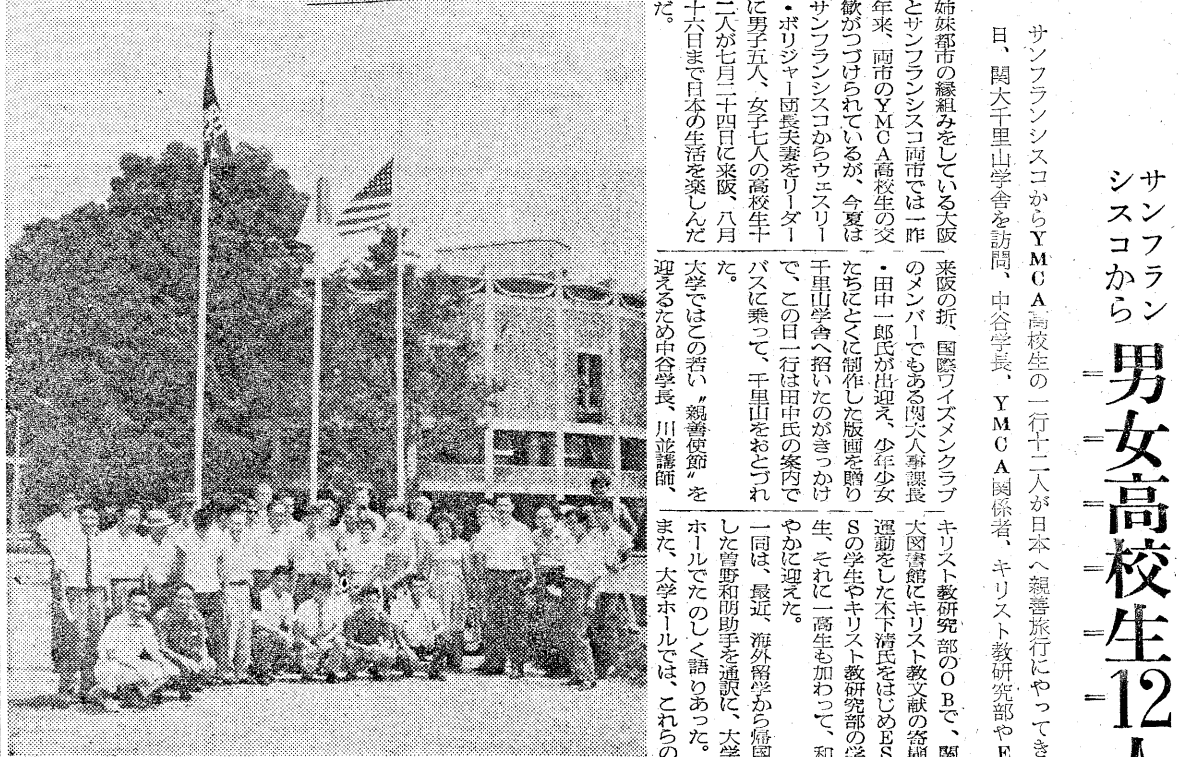 サンフラン
シスコから
男女高校生12人
サンフランシスコからYMCA高校生の一行十二人が日本へ親善旅行にやってき
日、関大千里山学舎を訪問、中谷学長、YMCA関係者、キリスト教研究部やE
姉妹都市の縁組みをしている大阪
とサンフランシスコ両市では一昨
年来、両市のYMCA高校生の交
歓がつづけられているが、今夏は
サンフランシスコからウェスリー
・ボリジャー団長夫妻をリーダー
に男子五人、女子七人の高校生十
二人が七月二十四日に来阪、八月
十六日まで日本の生活を楽しんだ
だ。
来阪の折、国際ワイズメンクラブ
のメンバーでもある関大人事課長
・田中一郎氏が出迎え、少年少女
たちにとくに制作した版画を贈り
千里山学舎へ招いたのがきっかけ
で、この日一行は田中氏の案内で
バスに乗って、千里山をおとづれ
た。
大学ではこの若い〝親善使節〟を
迎えるため中谷学長、川並講師、
キリスト教研究部のOBで、関
大図書館にキリスト教文献の寄贈
運動をした木下清氏をはじめES
Sの学生やキリスト教研究部の学
生、それに一高生も加わって、和
やかに迎えた。
一同は、最近、海外留学から帰国
した曽野和明助手を通訳に、大学
ホールでたのしく語りあった。
また、大学ホールでは、これらの